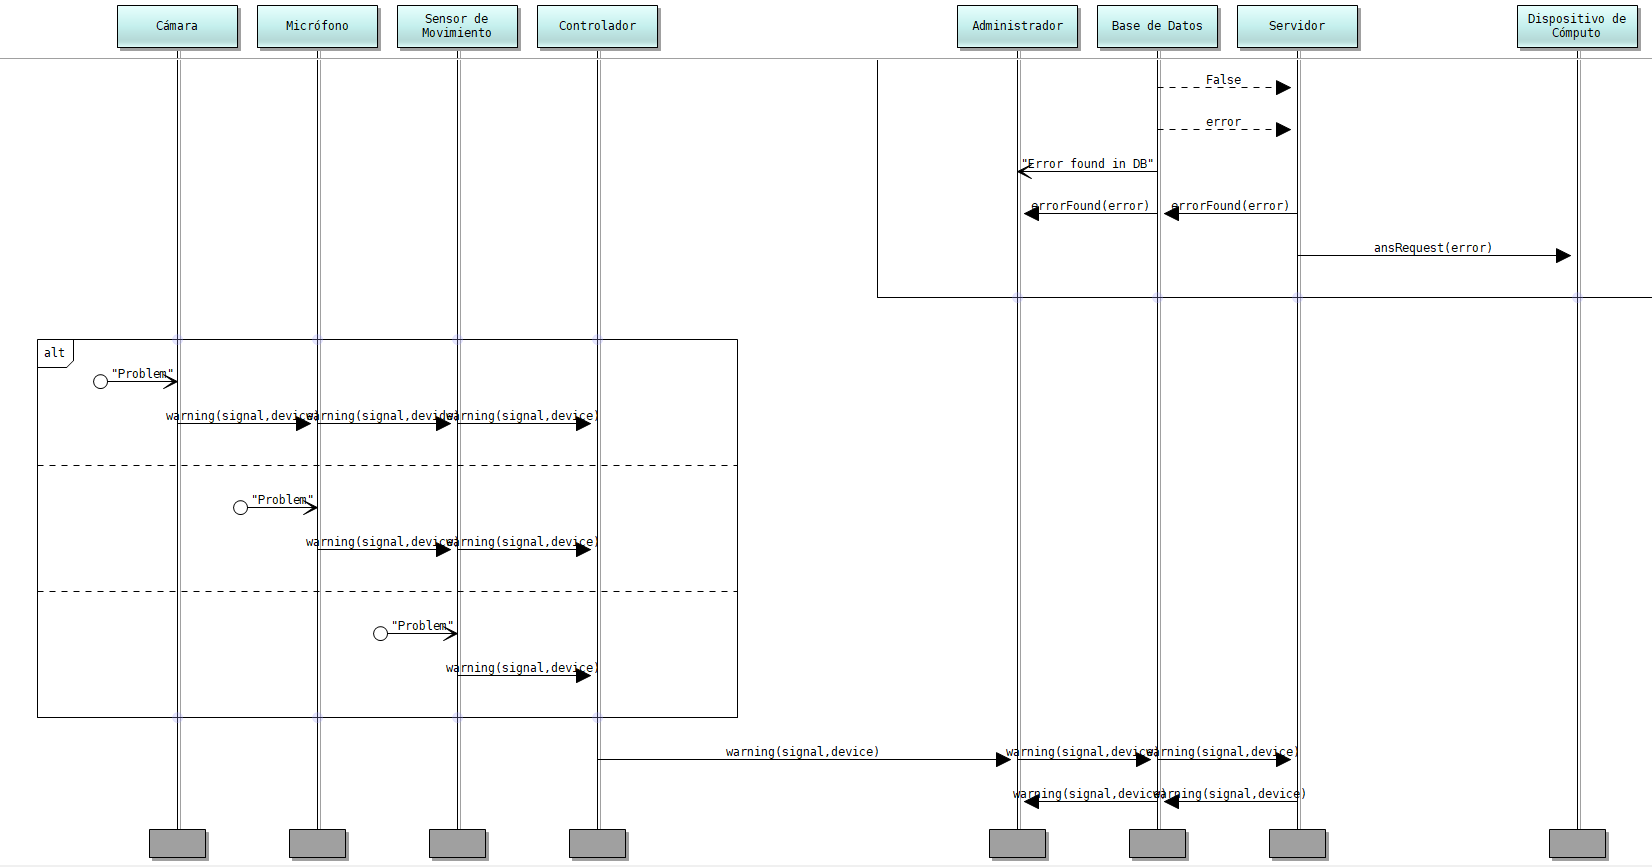 Cámara
Micrófono
Sensor de
Movimiento
Controlador
Administrador
Base de Datos
Servidor
Dispositivo de
Cómputo
False
error
"Error found in DB"
errorFound(error)
errorFound(error)
ansRequest(error)
alt
"Problem"
warning(signal,device)
warning(signal,device)
warning(signal,device)
"Problem"
warning(signal,device)
warning(signal,device)
"Problem"
warning(signal,device)
warning(signal,device)
warning(signal,device)
warning(signal,device)
warning(signal,device)
warning(signal,device)